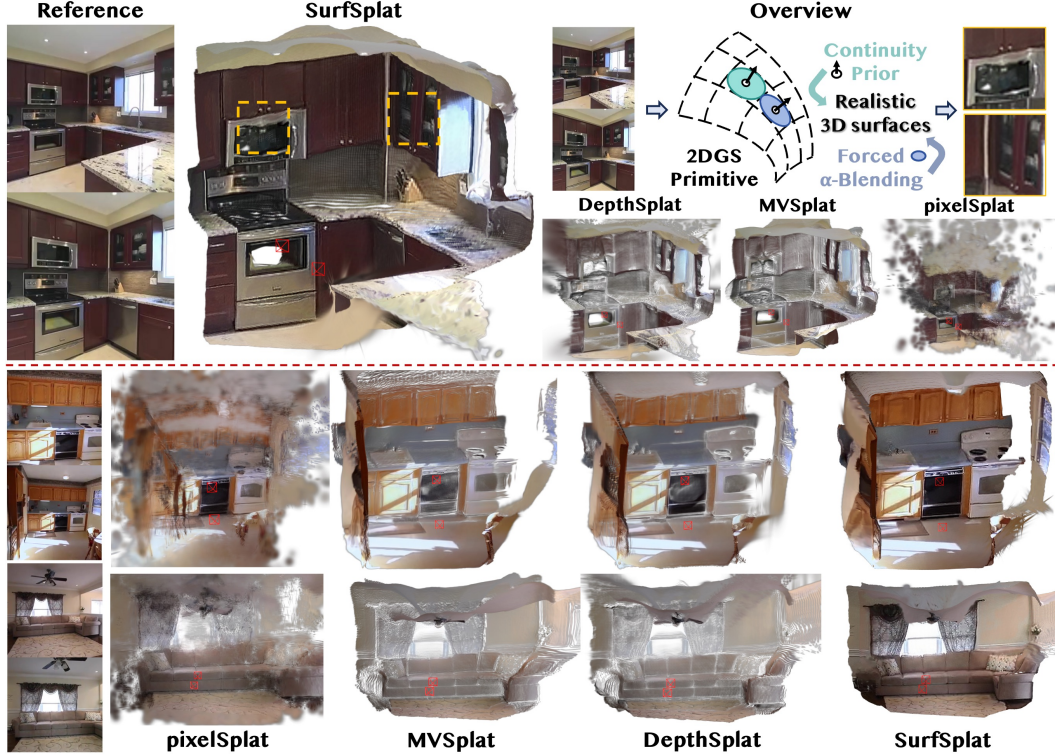 Reference
SurfSplat
Overview
Continuity
Prior
Realistic
3D surfaces
2DGS
Primitive
Forced
α-Blending
DepthSplat
MVSplat
pixelSplat
pixelSplat
MVSplat
DepthSplat
SurfSplat